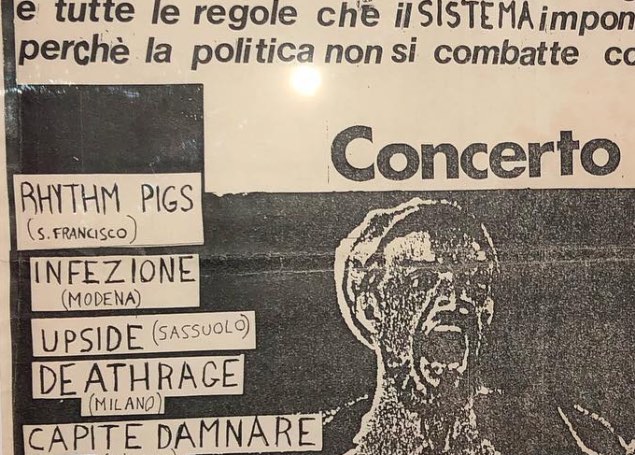 e tutte le regole che il SISTEMA impon
perchè la politica non si combatte co
Concerto
RHYTHM PIGS
(S. FRANCISCO)
INFEZIONE
(MODENA)
UPSIDE (SASSUOLO)
DEATHRAGE
(MILANO)
CAPITE DAMNARE